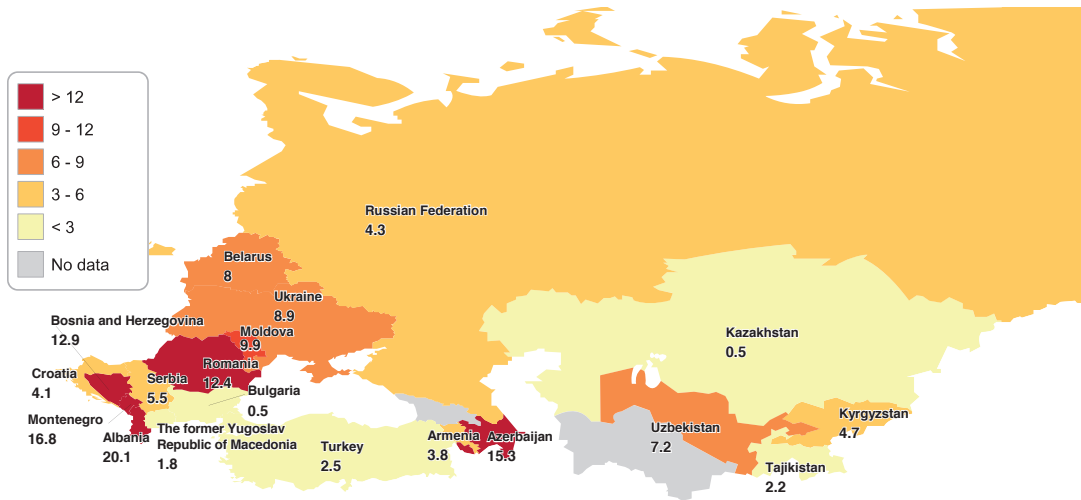 > 12
9 - 12
6 - 9
3 - 6
< 3
No data
Russian Federation
4.3
Belarus
8
Ukraine
8.9
Bosnia and Herzegovina
12.9
Moldova
9.9
Kazakhstan
0.5
Romania
12.4
Croatia
4.1
Serbia
5.5
Bulgaria
0.5
Montenegro
16.8
Albania
20.1
The former Yugoslav
Republic of Macedonia
1.8
Turkey
2.5
Armenia
3.8
Azerbaijan
15.3
Uzbekistan
7.2
Kyrgyzstan
4.7
Tajikistan
2.2